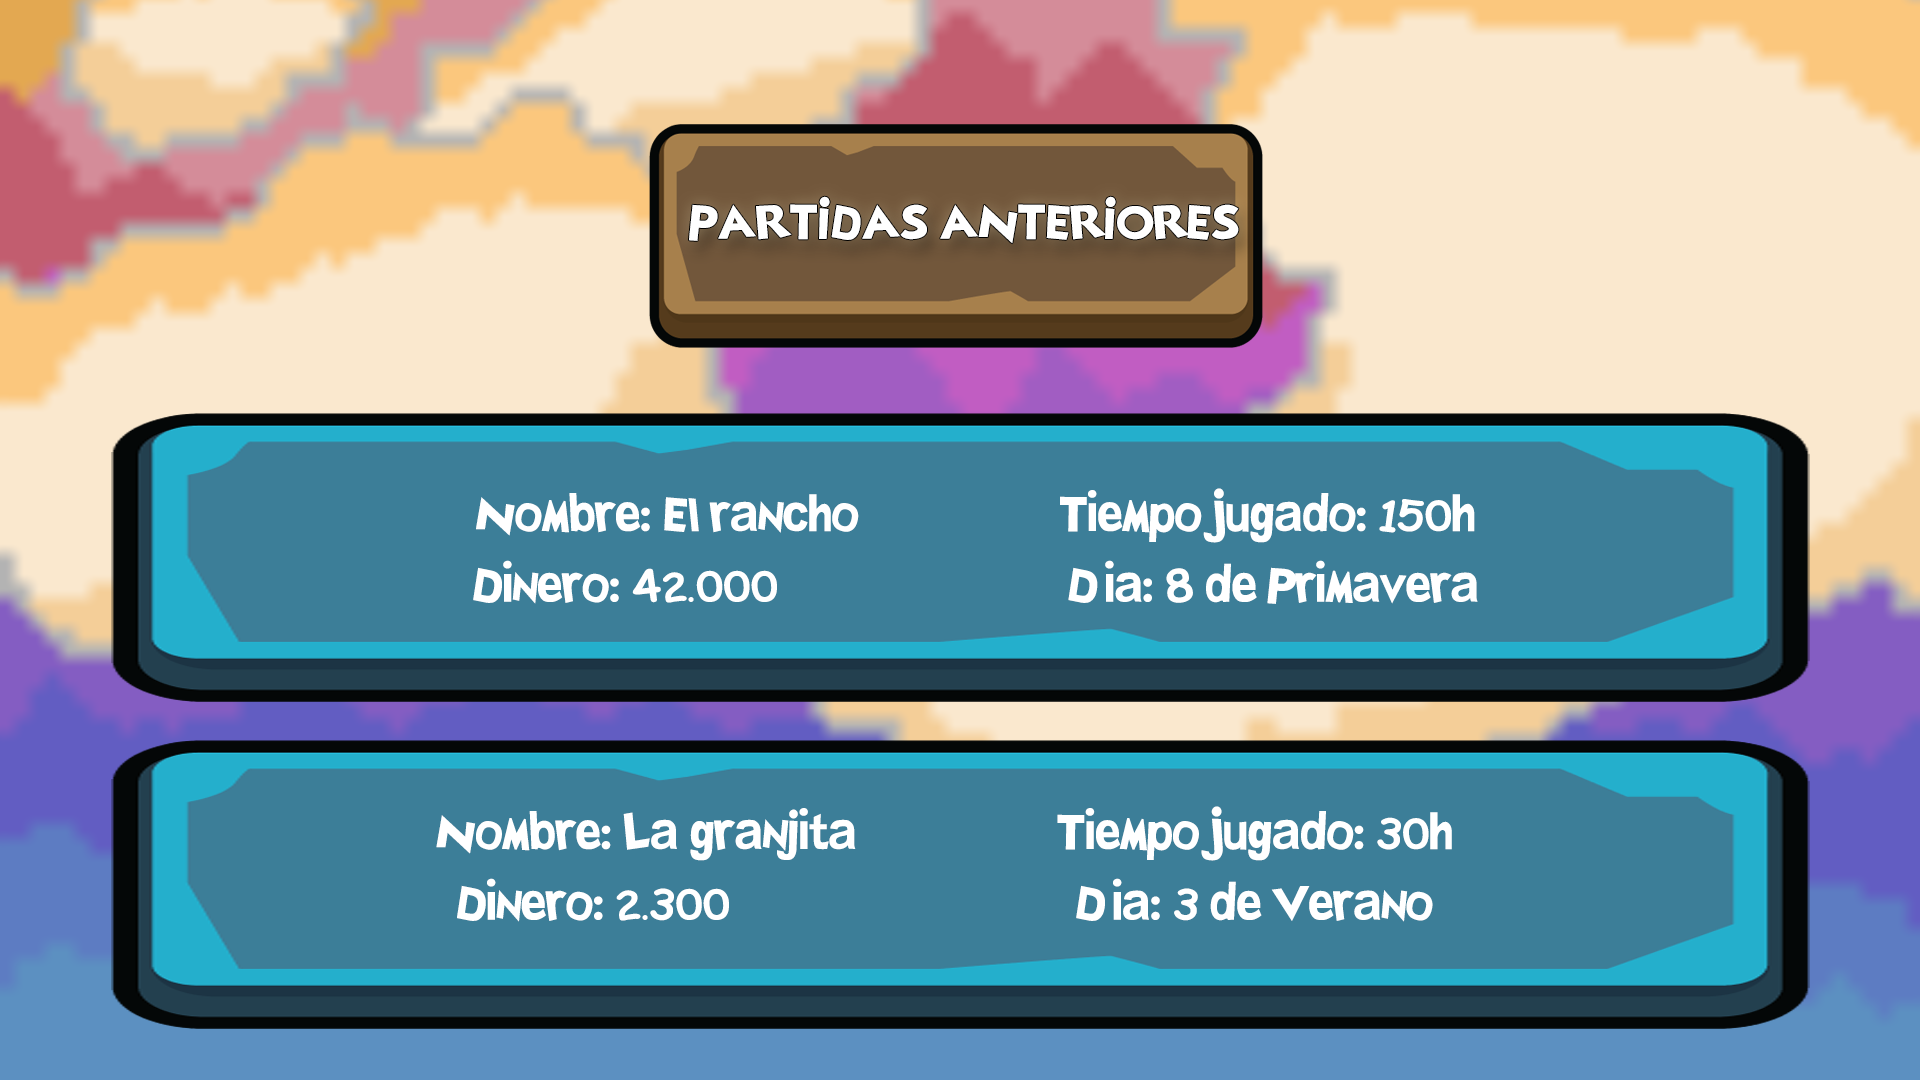 PARTIDAS ANTERIORES
Nombre: El rancho
Tiempo jugado: 150h
Dinero: 42.000
Dia: 8 de Primavera
Nombre: La granjita
Tiempo jugado: 30h
Dinero: 2.300
Dia: 3 de Verano